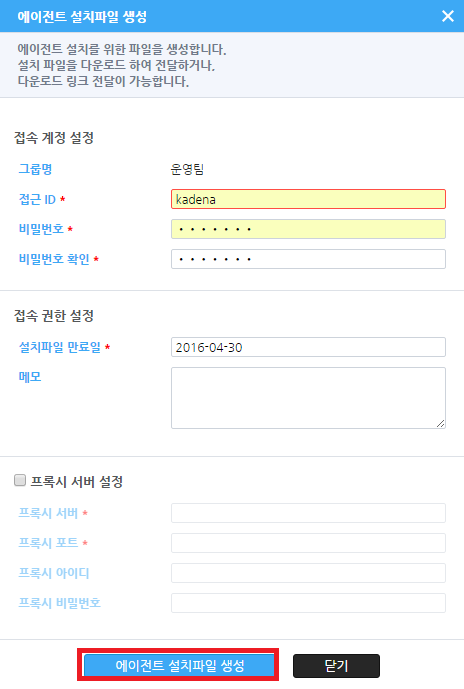 에이전트 설치파일 생성
에이전트 설치를 위한 파일을 생성합니다.
설치 파일을 다운로드 하여 전달하거나,
다운로드 링크 전달이 가능합니다.
접속 계정 설정
그룹명 운영팀
접근 ID * kadena
비밀번호 * •••••••
비밀번호 확인 * •••••••
접속 권한 설정
설치파일 만료일 * 2016-04-30
메모
프록시 서버 설정
프록시 서버 *
프록시 포트 *
프록시 아이디
프록시 비밀번호
에이전트 설치파일 생성 닫기